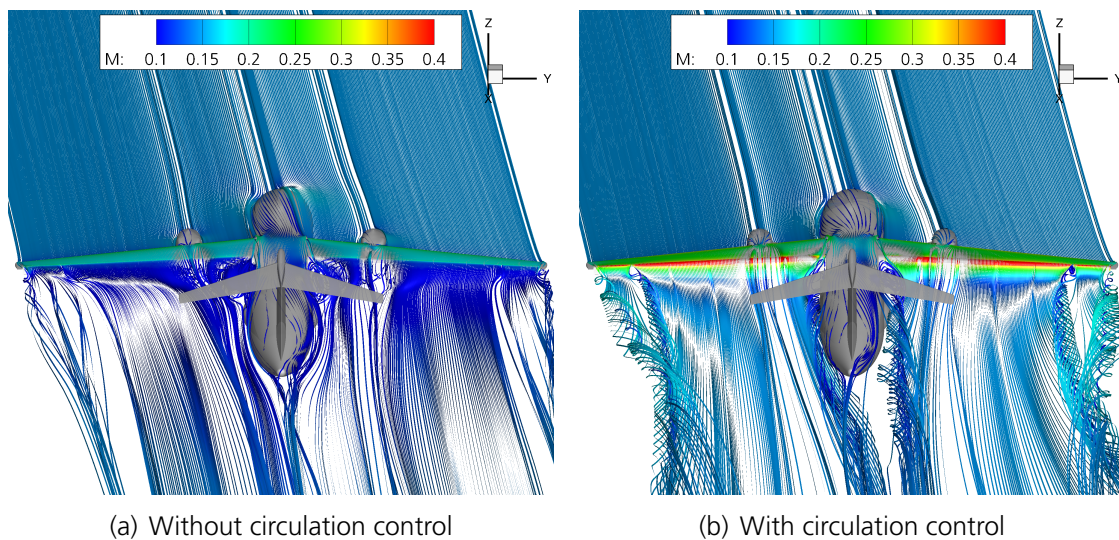 M: 0.1 0.15 0.2 0.25 0.3 0.35 0.4
Z
Y
X
M: 0.1 0.15 0.2 0.25 0.3 0.35 0.4
Z
Y
X
(a) Without circulation control
(b) With circulation control